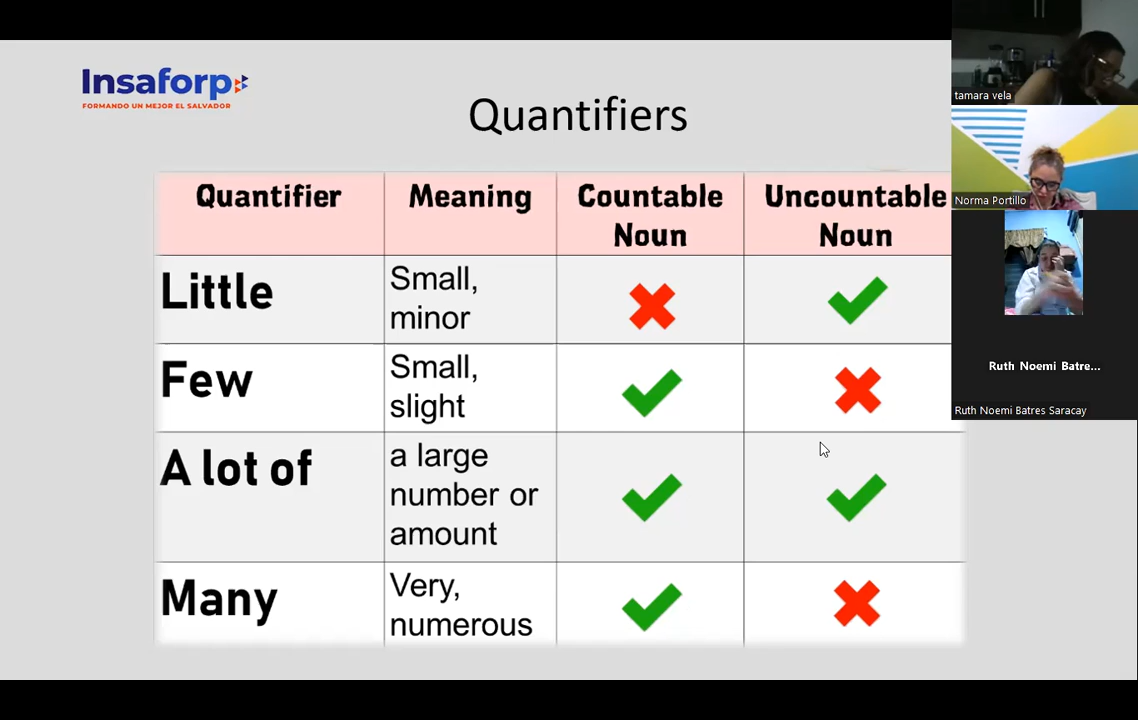 Insaforp
FORMANDO UN MEJOR EL SALVADOR
Quantifiers
Quantifier
Meaning
Countable
Noun
Uncountable
Noun
Little
Small,
minor
Few
Small,
slight
A lot of
a large
number or
amount
Many
Very,
numerous
tamara vela
Norma Portillo
Ruth Noemi Batre...
Ruth Noemi Batres Saracay